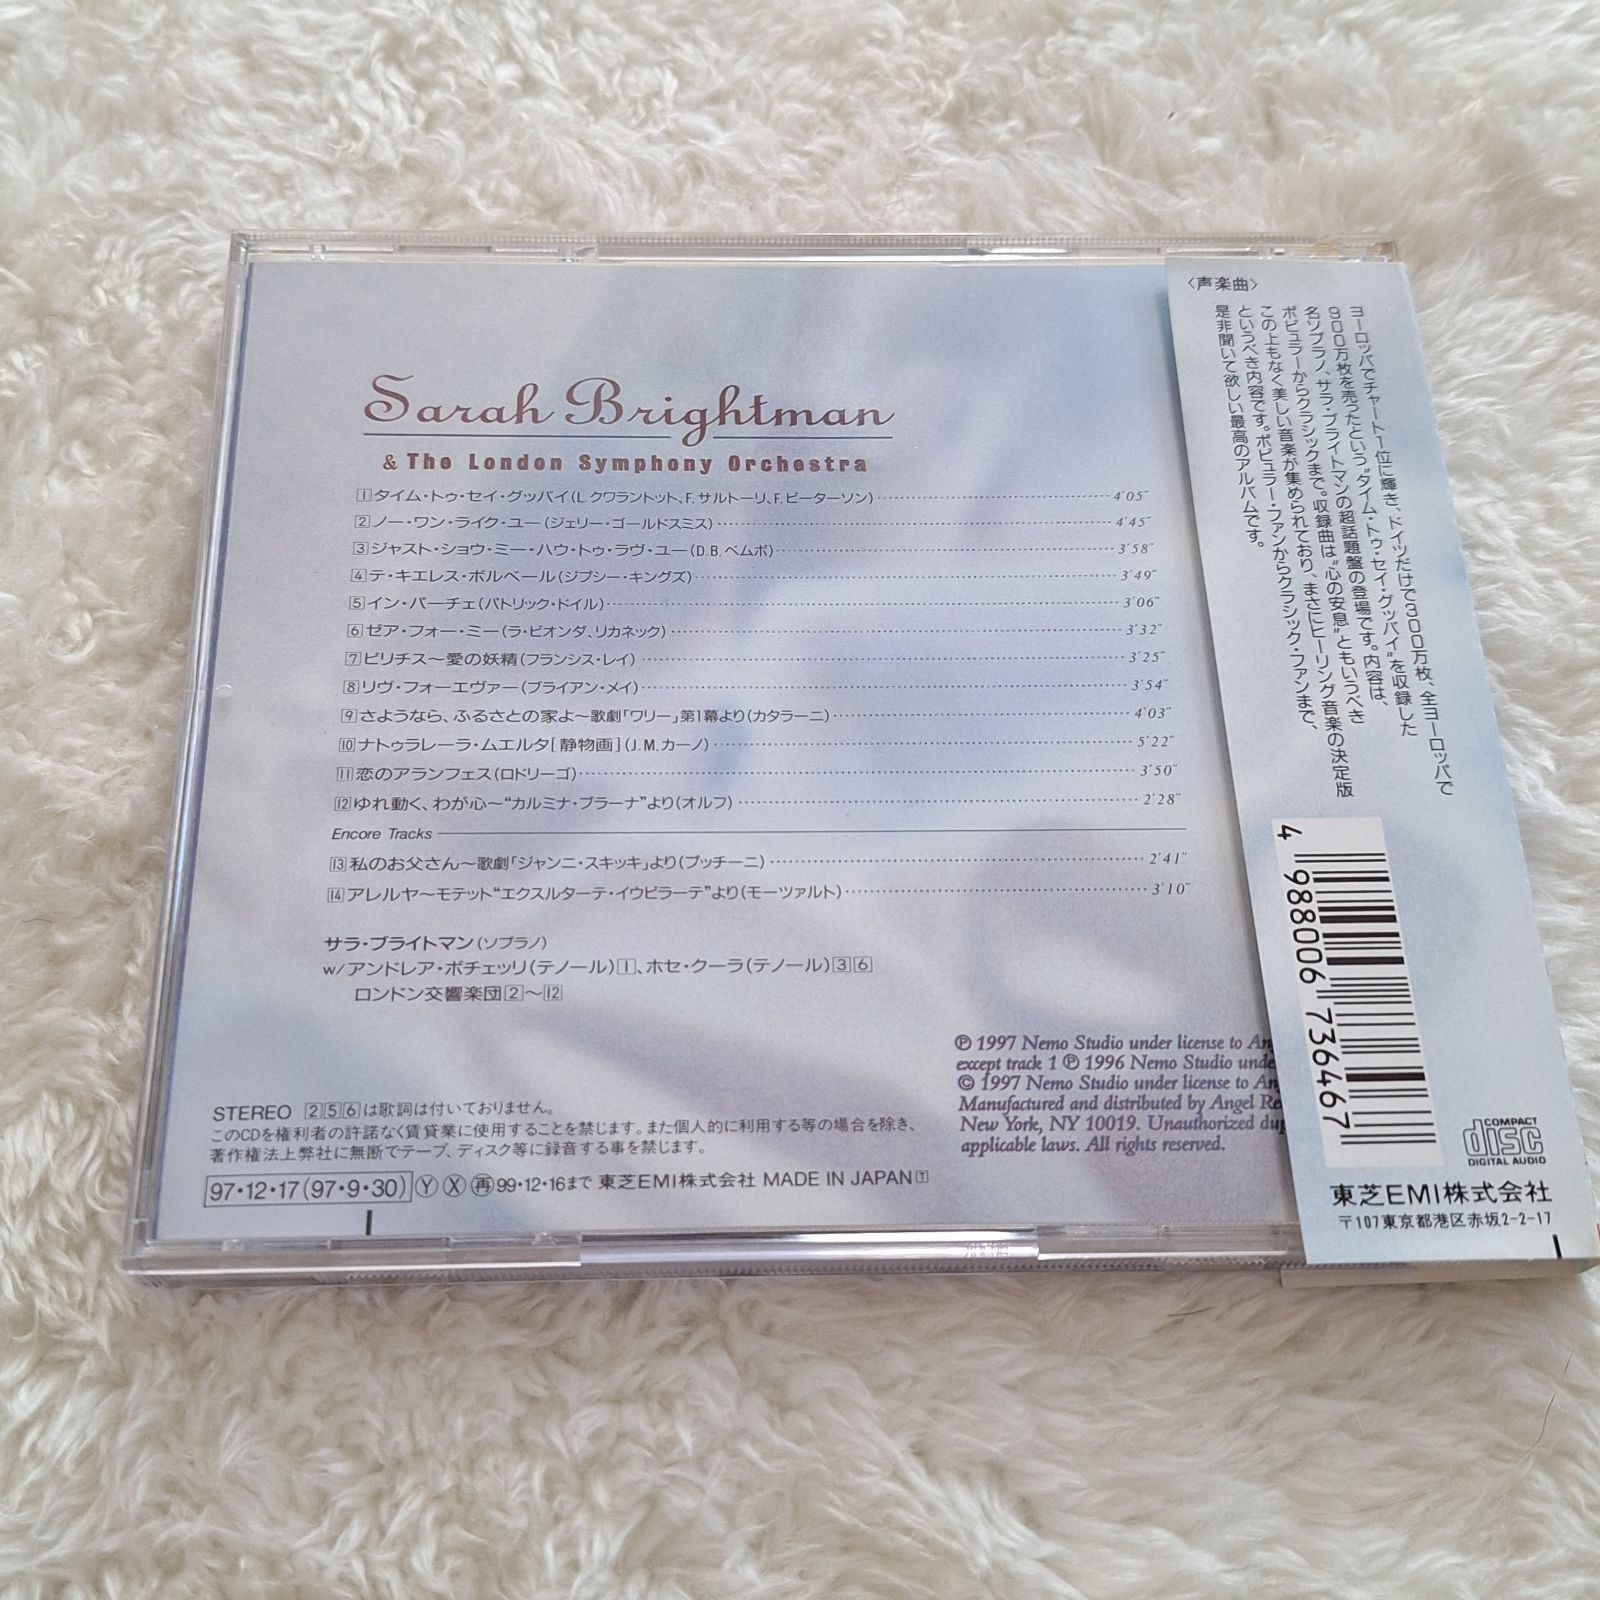 Sarah Brightman
& The London Symphony Orchestra
1 タイム・トゥ・セイ・グッバイ(L.クワラントット、F.サルトーリ、F.ピーターソン) 4'05"
2 ノー・ワン・ライク・ユー(ジェリー・ゴールドスミス) 4'45"
3 ジャスト・ショウ・ミー・ハウ・トゥ・ラヴ・ユー(D.B.ベムボ) 3'58"
4 テ・キエレス・ボルベール(ジプシー・キングズ) 3'49"
5 イン・パーチェ(パトリック・ドイル) 3'06"
6 ゼア・フォー・ミー(ラ・ビオンダ、リカネック) 3'32"
7 ビリチス〜愛の妖精(フランシス・レイ) 3'25"
8 リヴ・フォーエヴァー(ブライアン・メイ) 3'54"
9 さようなら、ふるさとの家よ〜歌劇「ワリー」第1幕より(カタラーニ) 4'03"
10 ナトゥラレーラ・ムエルタ[静物画](J.M.カーノ) 5'22"
11 恋のアランフェス(ロドリーゴ) 3'50"
12 ゆれ動く、わが心〜“カルミナ・ブラーナ”より(オルフ) 2'28"
Encore Tracks
13 私のお父さん〜歌劇「ジャンニ・スキッキ」より(プッチーニ) 2'41"
14 アレルヤ〜モテット“エクスルターテ・イウビラーテ”より(モーツァルト) 3'10"
サラ・ブライトマン(ソプラノ)
w/アンドレア・ボチェッリ(テノール)1、ホセ・クーラ(テノール)3 6
ロンドン交響楽団2〜12
℗ 1997 Nemo Studio under license to An
except track 1 ℗ 1996 Nemo Studio unde
© 1997 Nemo Studio under license to An
Manufactured and distributed by Angel Re
New York, NY 10019. Unauthorized dup
applicable laws. All rights reserved.
STEREO 2 5 6 は歌詞は付いておりません。
このCDを権利者の許諾なく賃貸業に使用することを禁じます。また個人的に利用する等の場合を除き、
著作権法上弊社に無断でテープ、ディスク等に録音する事を禁じます。
97・12・17(97・9・30) Ⓨ Ⓧ 再 99・12・16まで 東芝EMI株式会社 MADE IN JAPAN T
〈声楽曲〉
ヨーロッパでチャート1位に輝き、ドイツだけで300万枚、全ヨーロッパで
900万枚を売ったという“タイム・トゥ・セイ・グッバイ”を収録した
名ソプラノ、サラ・ブライトマンの超話題盤の登場です。内容は、
ポピュラーからクラシックまで。収録曲は“心の安息”ともいうべき
この上もなく美しい音楽が集められており、まさにヒーリング音楽の決定版
というべき内容です。ポピュラー・ファンからクラシック・ファンまで、
是非聞いて欲しい最高のアルバムです。
4 988006 736467
COMPACT
disc
DIGITAL AUDIO
東芝EMI株式会社
〒107東京都港区赤坂2-2-17